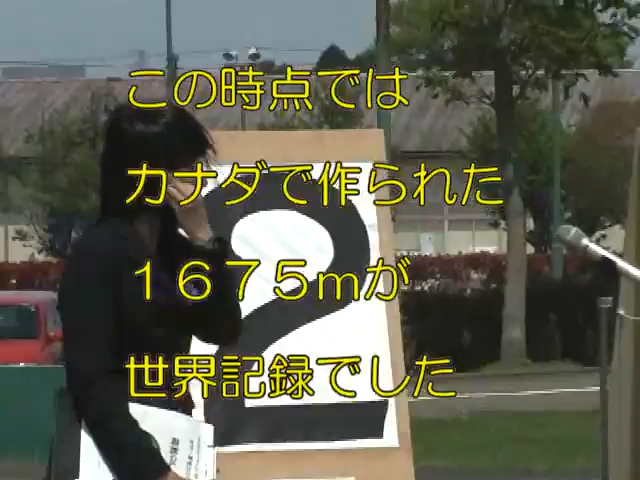 この時点では
カナダで作られた
１６７５ｍが
世界記録でした
2